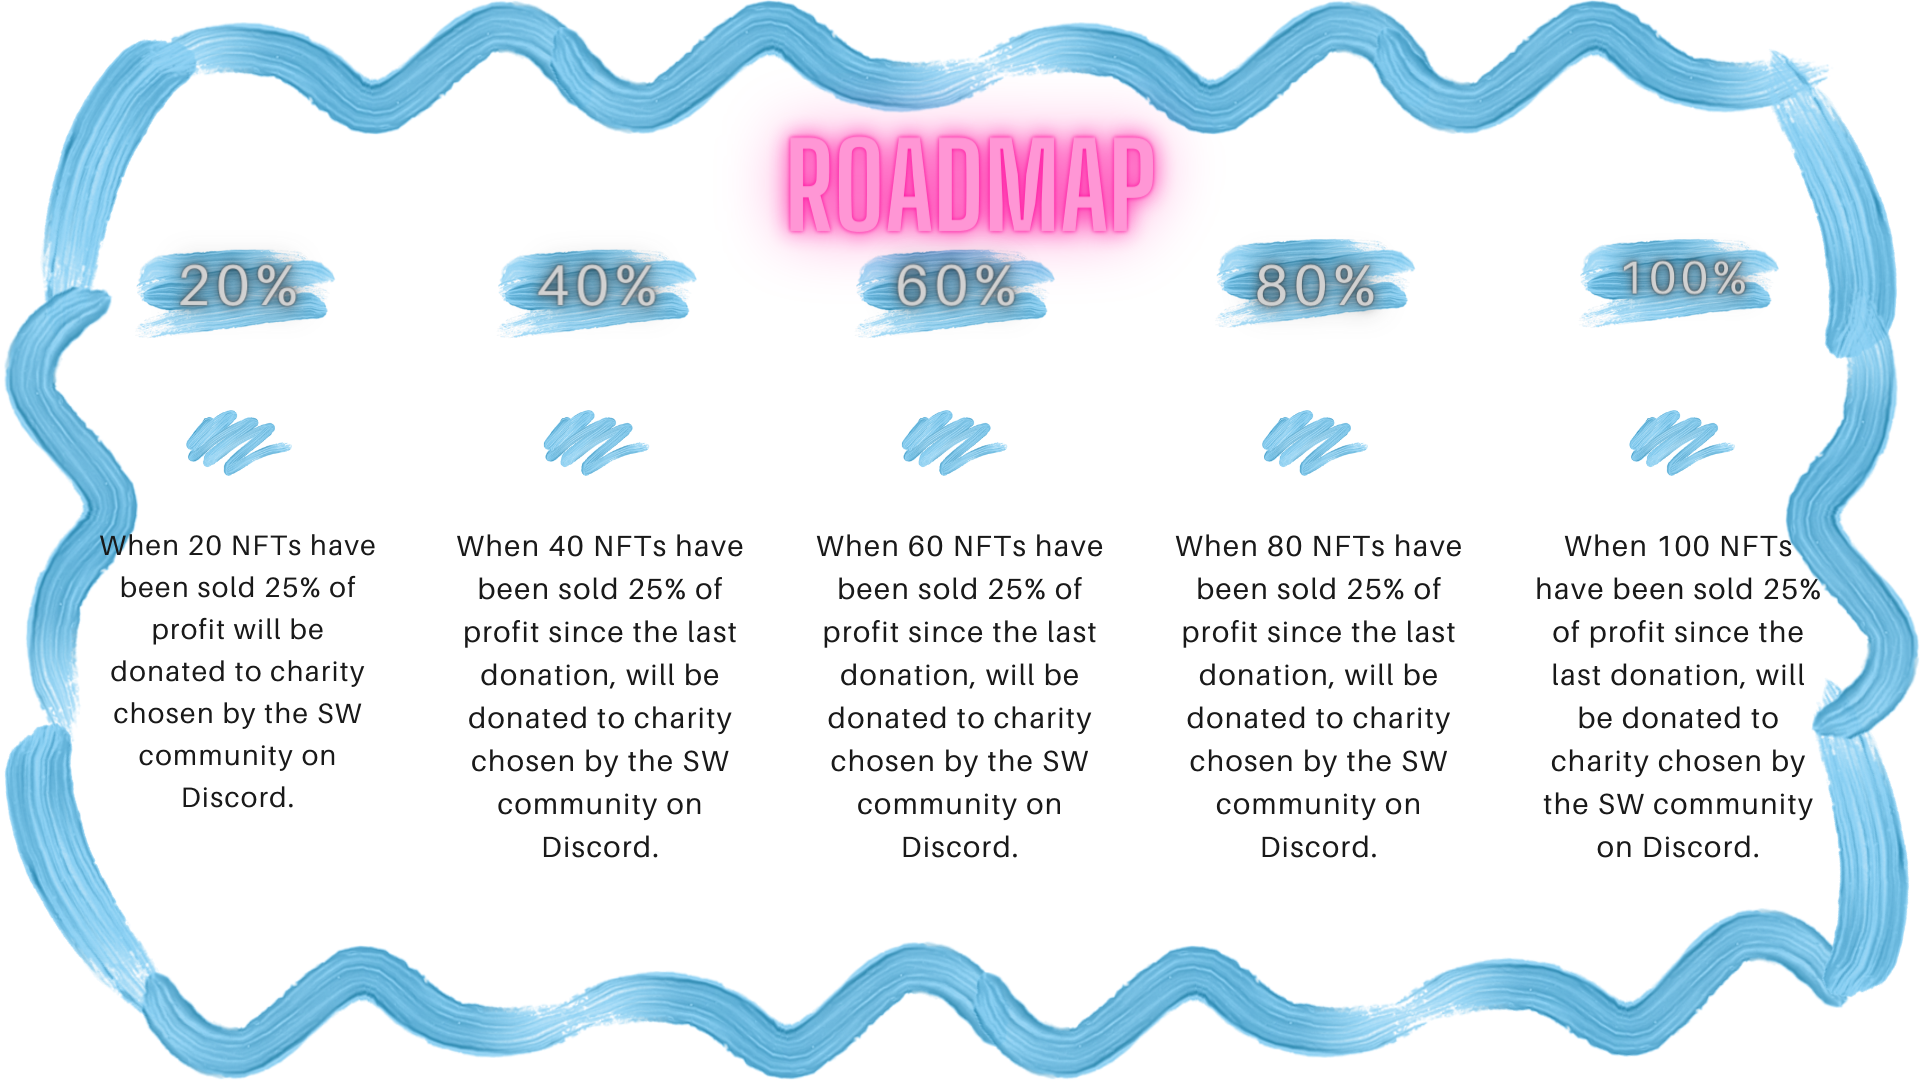 ROADMAP
20%
40%
60%
80%
100%
When 20 NFTs have
been sold 25% of
profit will be
donated to charity
chosen by the SW
community on
Discord.
When 40 NFTs have
been sold 25% of
profit since the last
donation, will be
donated to charity
chosen by the SW
community on
Discord.
When 60 NFTs have
been sold 25% of
profit since the last
donation, will be
donated to charity
chosen by the SW
community on
Discord.
When 80 NFTs have
been sold 25% of
profit since the last
donation, will be
donated to charity
chosen by the SW
community on
Discord.
When 100 NFTs
have been sold 25%
of profit since the
last donation, will
be donated to
charity chosen by
the SW community
on Discord.